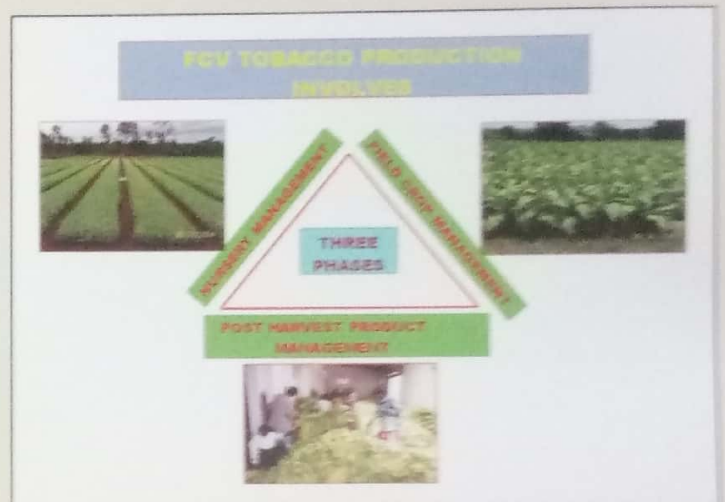 FCV TOBACCO PRODUCTION
INVOLVES
NURSERY MANAGEMENT
FIELD CROP MANAGEMENT
THREE
PHASES
POST HARVEST PRODUCT
MANAGEMENT